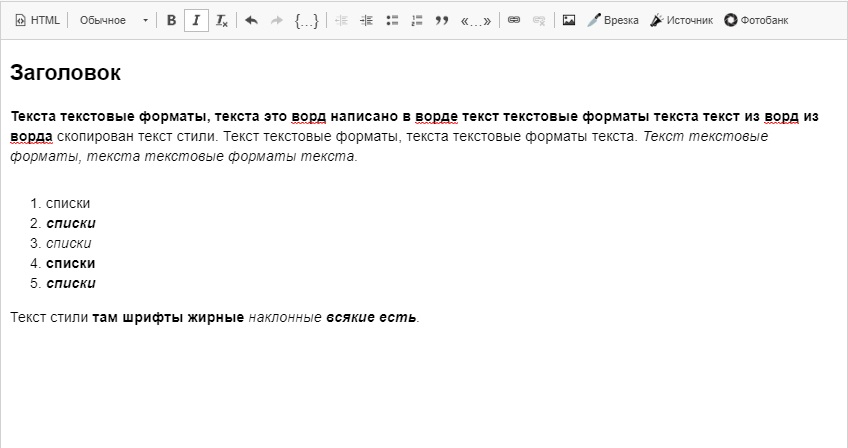 HTML Обычное B I Tx {...} «...» Врезка Источник Фотобанк
Заголовок
Текста текстовые форматы, текста это ворд написано в ворде текст текстовые форматы текста текст из ворд из
ворда скопирован текст стили. Текст текстовые форматы, текста текстовые форматы текста. Текст текстовые
форматы, текста текстовые форматы текста.
1. списки
2. списки
3. списки
4. списки
5. списки
Текст стили там шрифты жирные наклонные всякие есть.